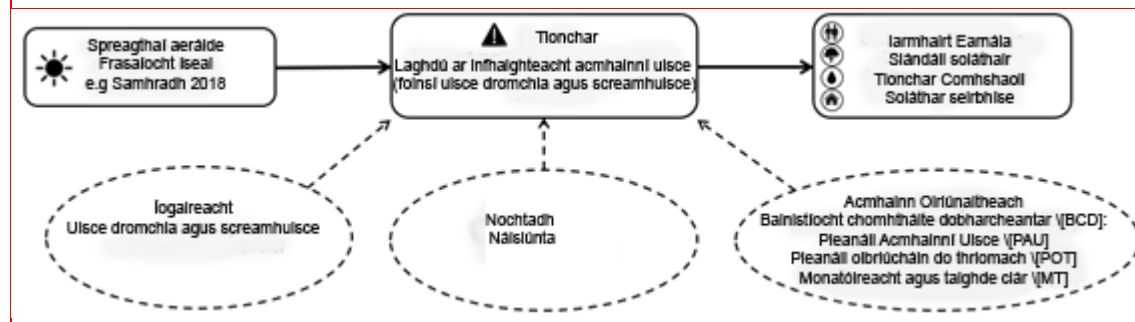 Spreagthaí aeráide
Frasaíocht íseal
e.g Samhradh 2018
Tionchar
Laghdú ar infhaighteacht acmhainní uisce
(foinsí uisce dromchla agus screamhuisce)
Iarmhairt Earnála
Slándáil soláthair
Tionchar Comhshaoil
Soláthar seirbhíse
Íogaireacht
Uisce dromchla agus screamhuisce
Nochtadh
Náisiúnta
Acmhainn Oiriúnaitheach
Bainistíocht chomhtháite dobharcheantar \[BCD]:
Pleanáil Acmhainní Uisce \[PAU]
Pleanáil oibriúcháin do thriomach \[POT]
Monatóireacht agus taighde clár \[MT]